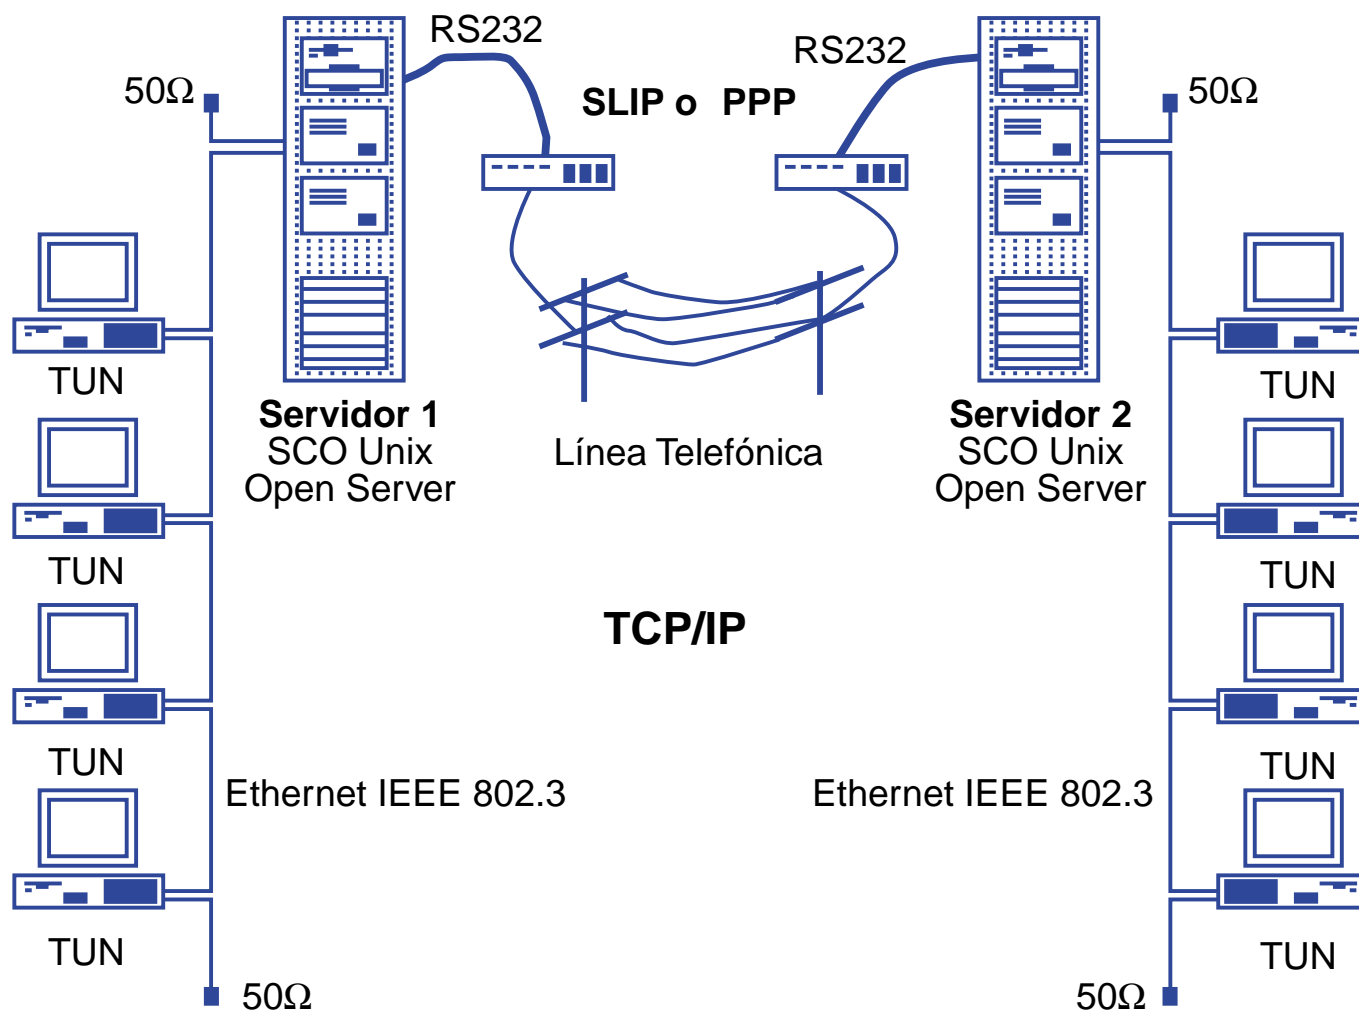 RS232
RS232
50Ω
SLIP o PPP
50Ω
TUN
TUN
Servidor 1
SCO Unix
Open Server
Línea Telefónica
Servidor 2
SCO Unix
Open Server
TUN
TUN
TCP/IP
TUN
TUN
Ethernet IEEE 802.3
Ethernet IEEE 802.3
TUN
TUN
50Ω
50Ω